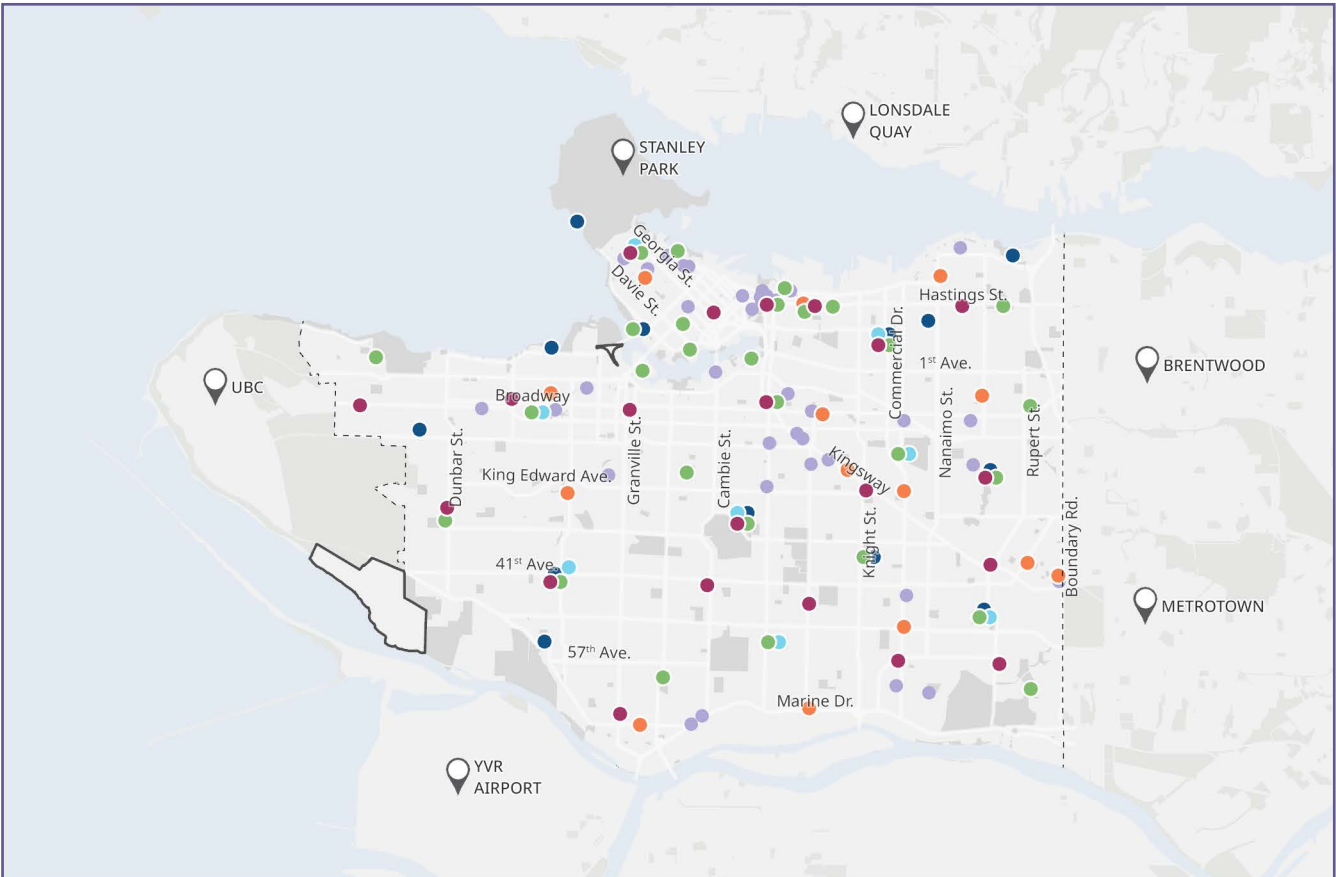 LONSDALE
QUAY
STANLEY
PARK
Georgia St.
Davie St.
Hastings St.
Commercial Dr.
1st Ave.
BRENTWOOD
UBC
Broadway
Nanaimo St.
Rupert St.
Dunbar St.
Granville St.
Cambie St.
King Edward Ave.
Kingsway
Knight St.
Boundary Rd.
41st Ave.
METROTOWN
57th Ave.
Marine Dr.
YVR
AIRPORT